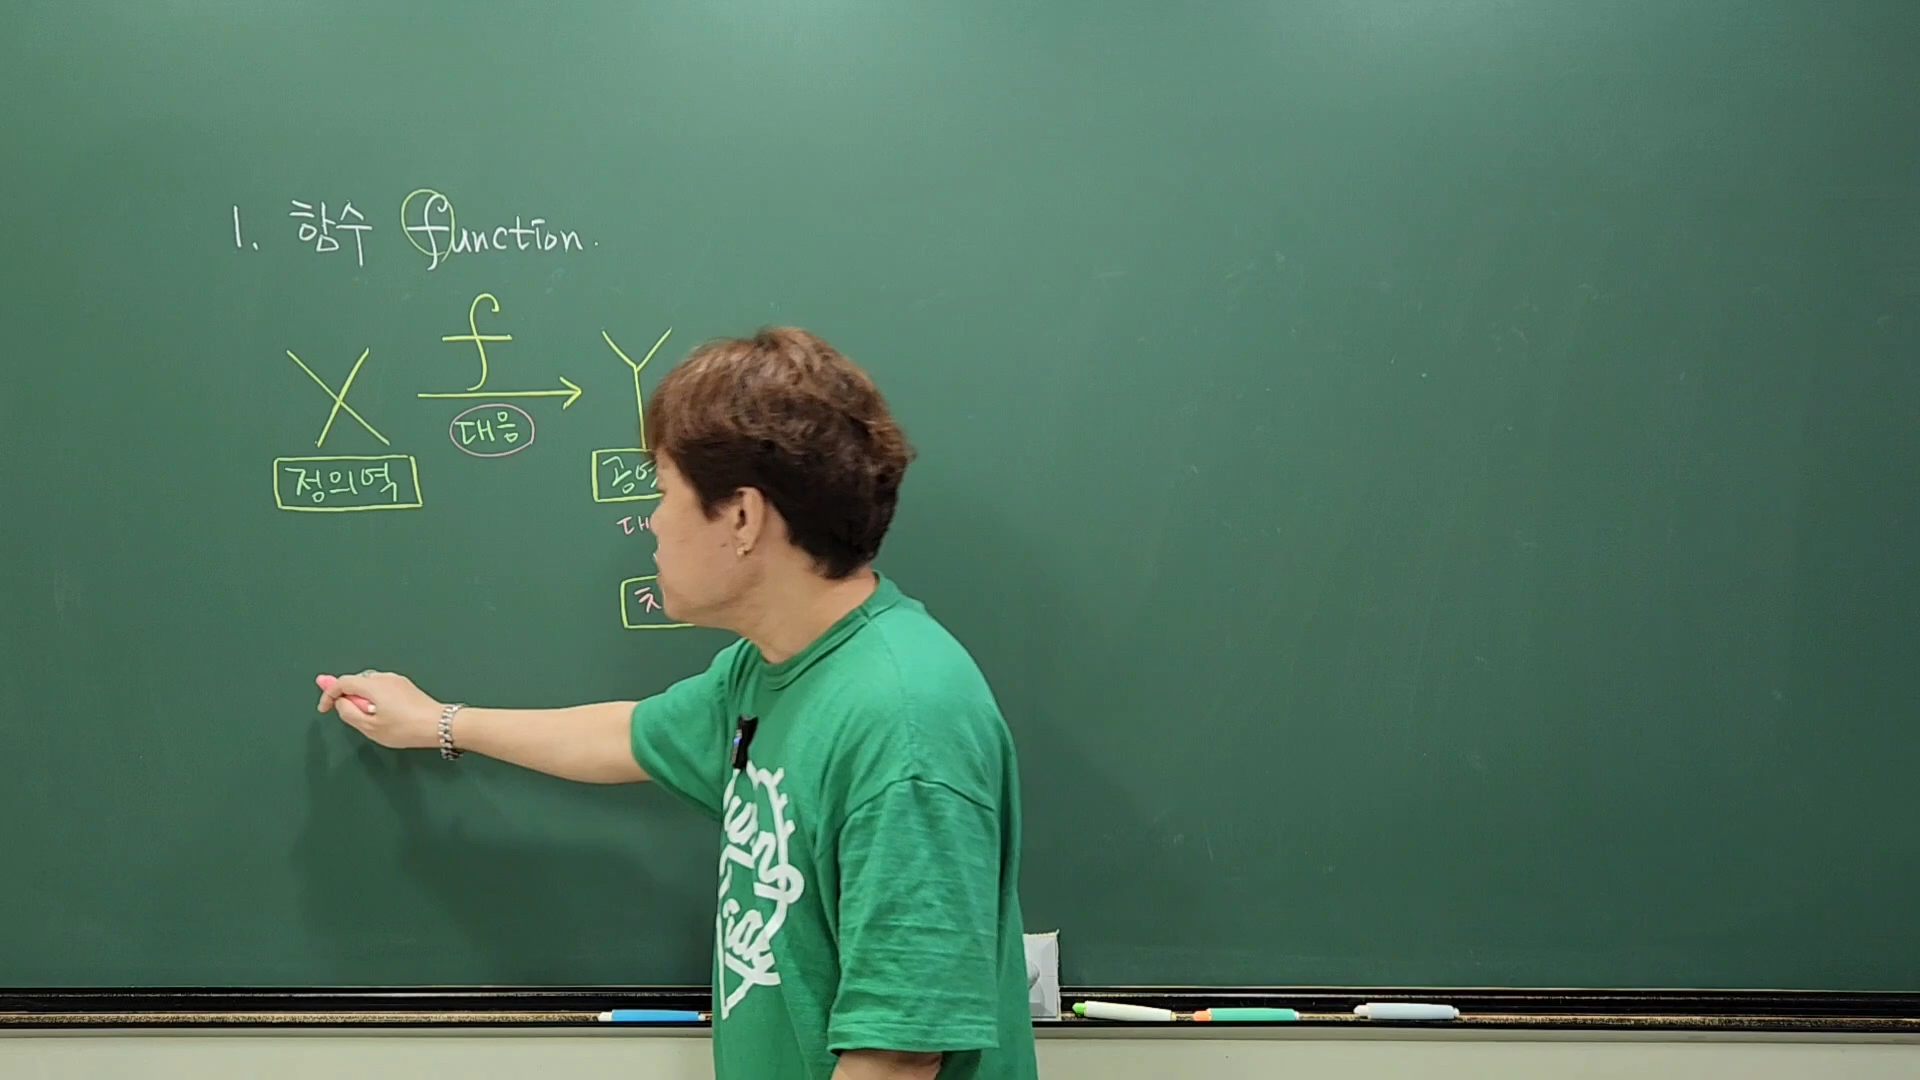 1. 함수 function.
f
X Y
대응
정의역 공역
대